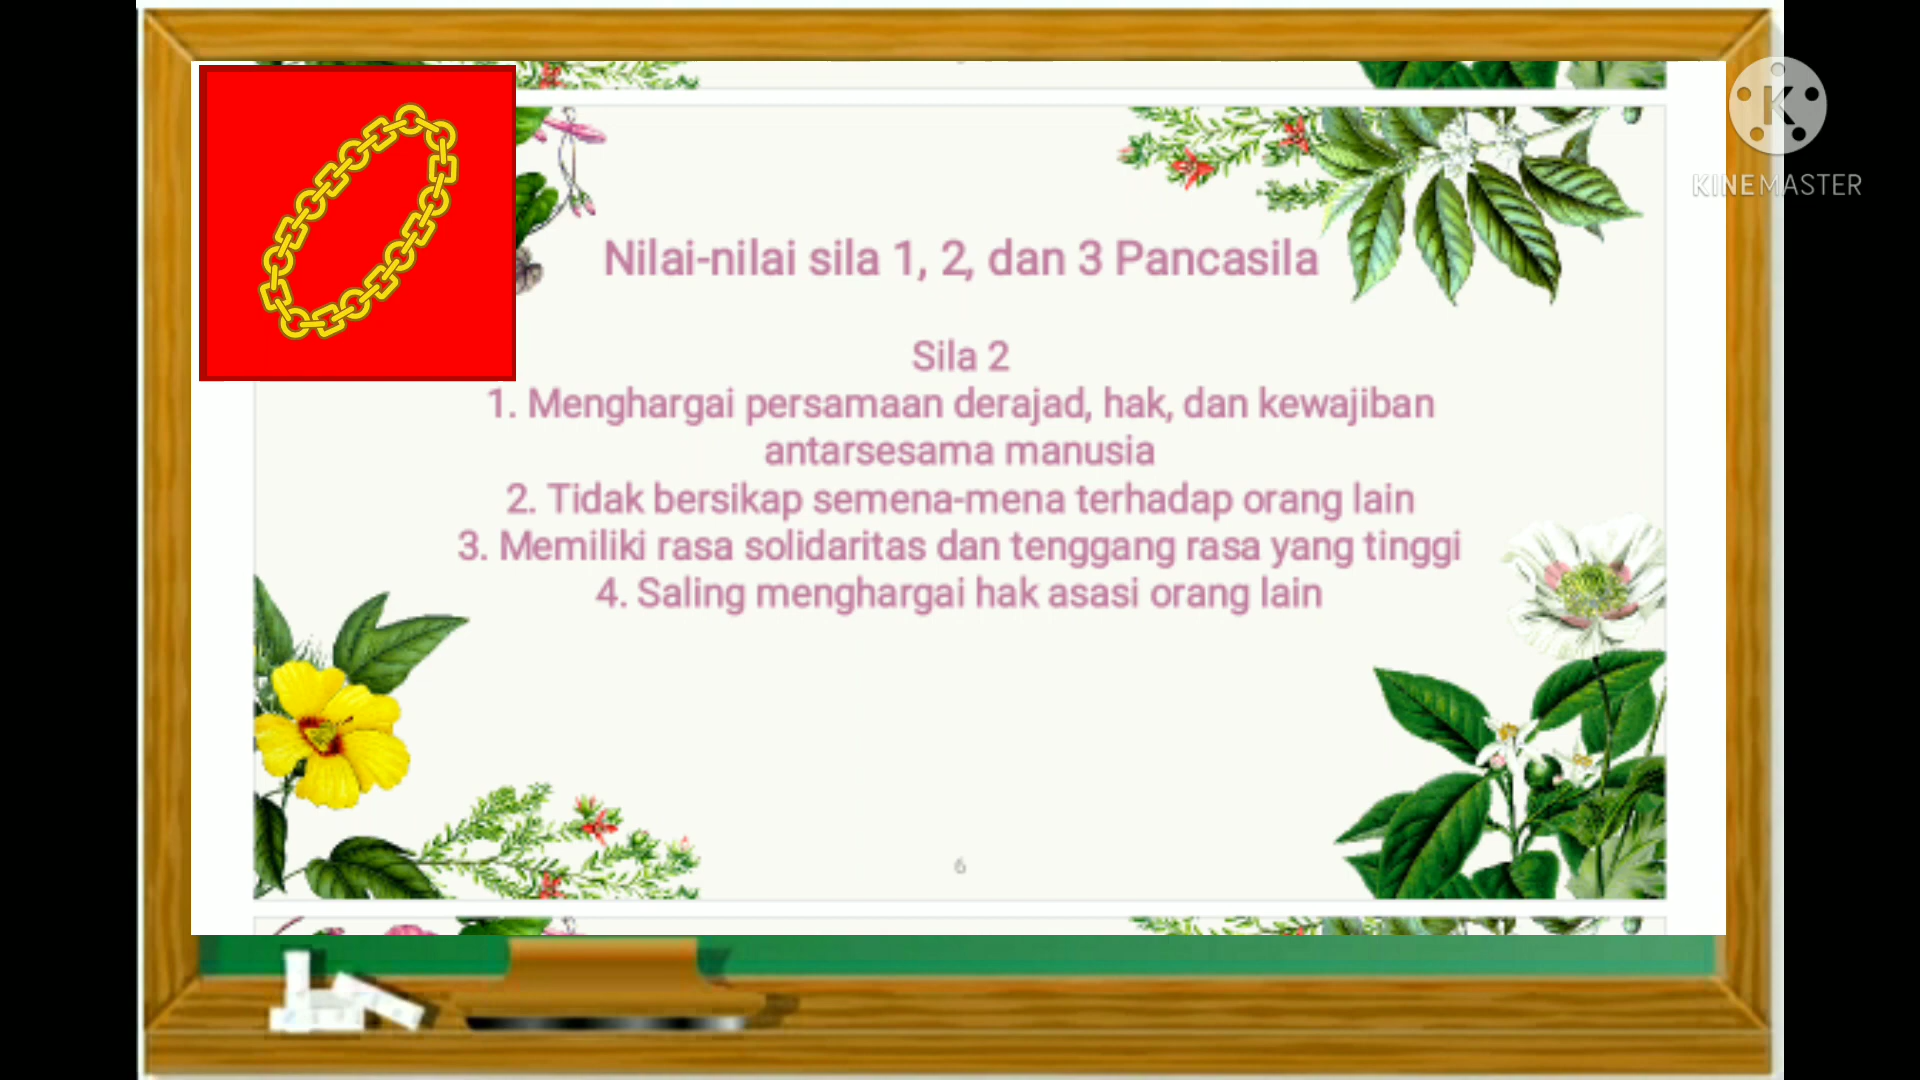 Nilai-nilai sila 1, 2, dan 3 Pancasila
Sila 2
1. Menghargai persamaan derajad, hak, dan kewajiban
antarsesama manusia
2. Tidak bersikap semena-mena terhadap orang lain
3. Memiliki rasa solidaritas dan tenggang rasa yang tinggi
4. Saling menghargai hak asasi orang lain
6
K
KINEMASTER